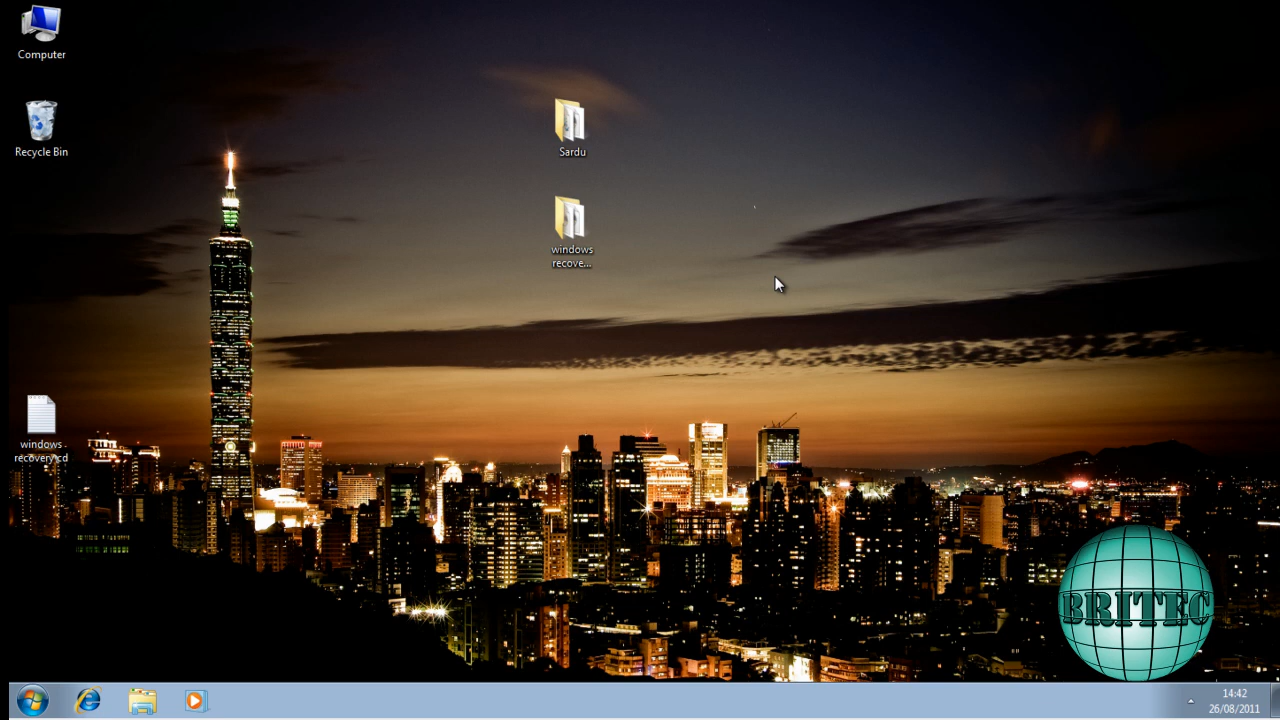 Computer
Recycle Bin
Sardu
windows
recove...
windows
recovery cd
BRITEC
14:42
26/08/2011